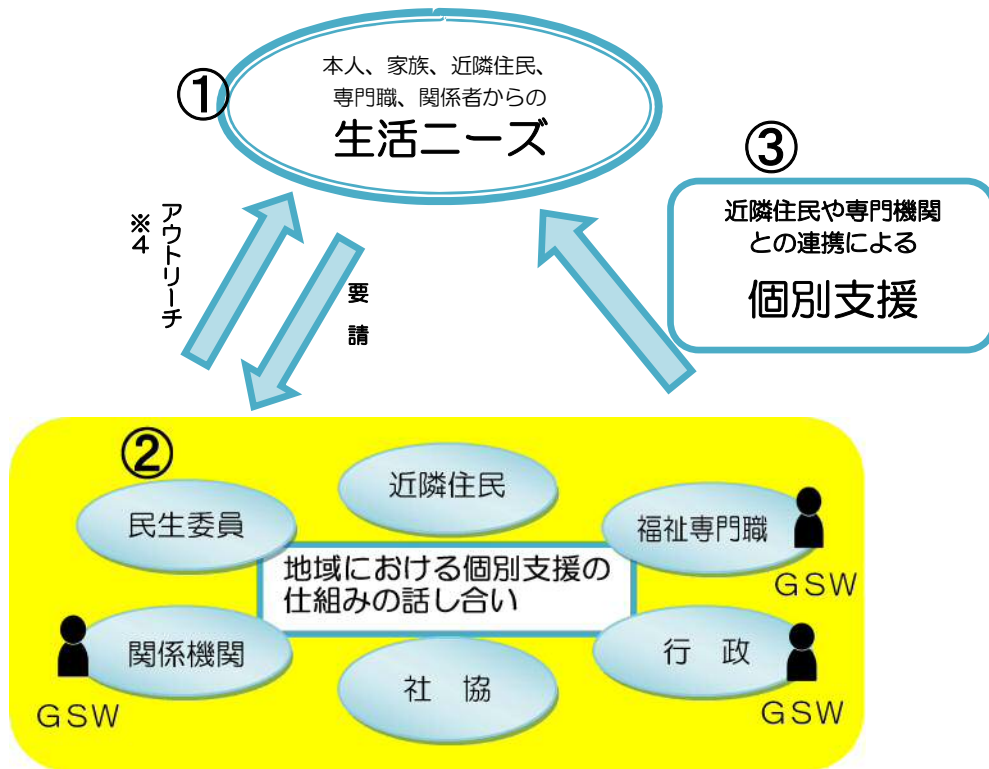 ①
本人、家族、近隣住民、
専門職、関係者からの
生活ニーズ
③
近隣住民や専門機関
との連携による
個別支援
アウトリーチ
※4
要請
②
近隣住民
民生委員
福祉専門職
GSW
地域における個別支援の
仕組みの話し合い
関係機関
GSW
社 協
行 政
GSW